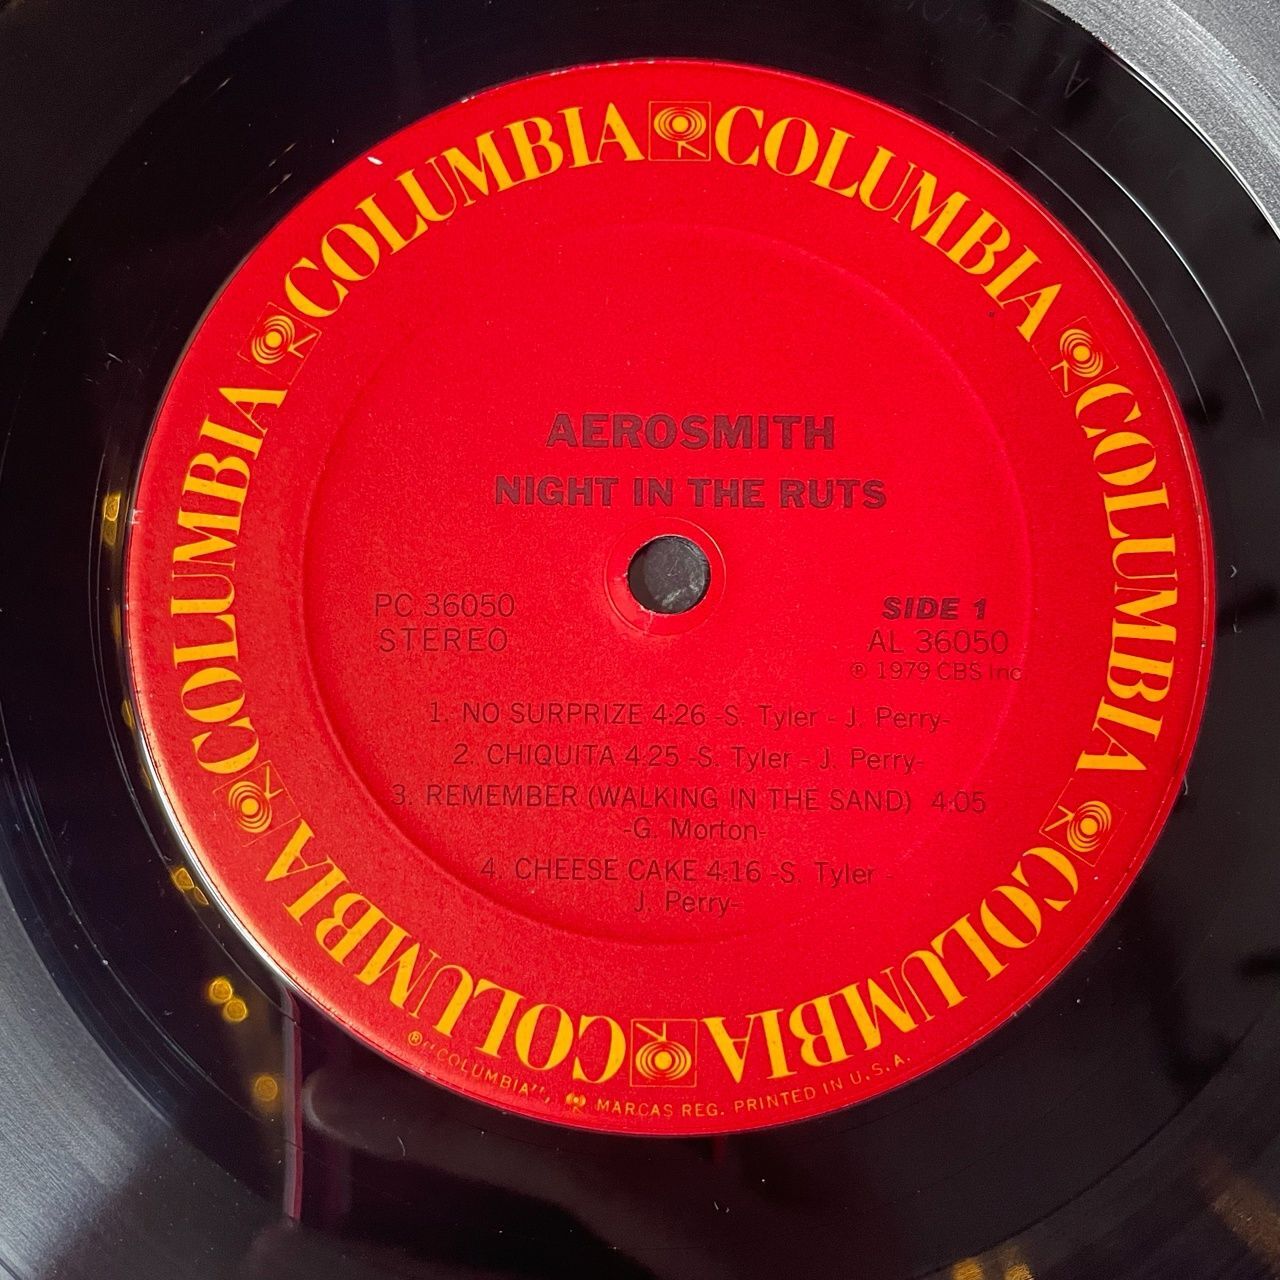 COLUMBIA COLUMBIA COLUMBIA COLUMBIA COLUMBIA COLUMBIA
AEROSMITH
NIGHT IN THE RUTS
PC 36050
STEREO
SIDE 1
AL 36050
℗ 1979 CBS Inc
1. NO SURPRIZE 4:26 -S. Tyler - J. Perry-
2. CHIQUITA 4:25 -S. Tyler - J. Perry-
3. REMEMBER (WALKING IN THE SAND) 4:05
-G. Morton-
4. CHEESE CAKE 4:16 -S. Tyler -
J. Perry-
® "COLUMBIA", MARCAS REG. PRINTED IN U.S.A.